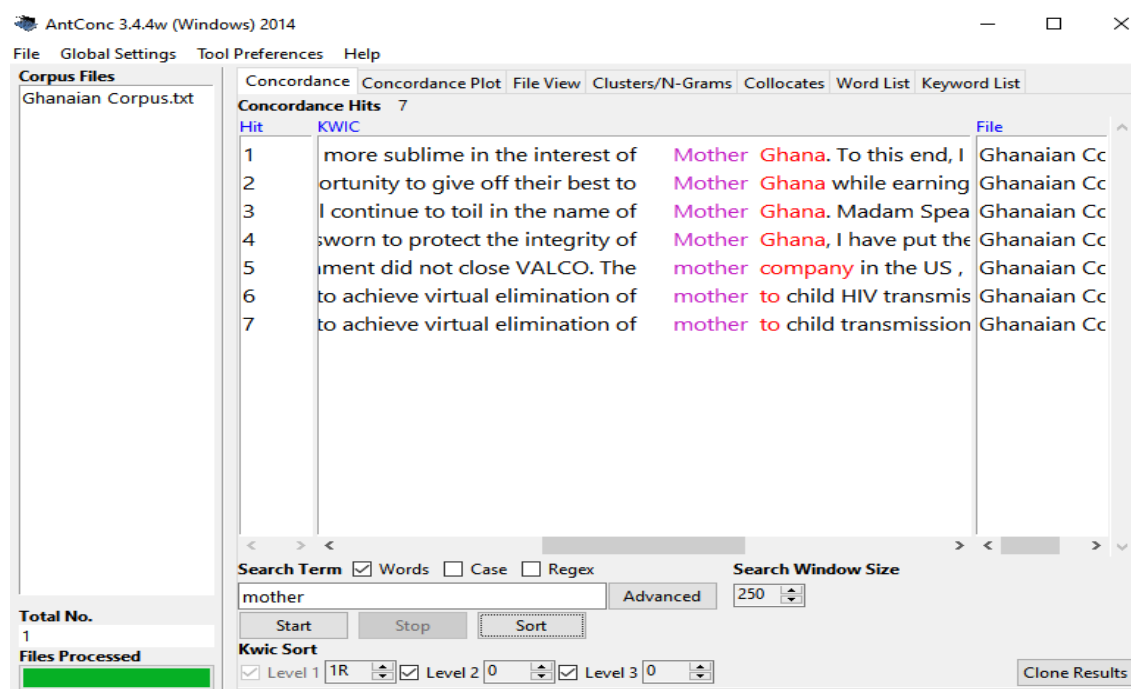 AntConc 3.4.4w (Windows) 2014
File Global Settings Tool Preferences Help
Corpus Files
Ghanaian Corpus.txt
Concordance Concordance Plot File View Clusters/N-Grams Collocates Word List Keyword List
Concordance Hits 7
Hit KWIC File
1 more sublime in the interest of Mother Ghana. To this end, I Ghanaian Cc
2 ortunity to give off their best to Mother Ghana while earning Ghanaian Cc
3 l continue to toil in the name of Mother Ghana. Madam Spea Ghanaian Cc
4 sworn to protect the integrity of Mother Ghana, I have put the Ghanaian Cc
5 nment did not close VALCO. The mother company in the US , Ghanaian Cc
6 to achieve virtual elimination of mother to child HIV transmis Ghanaian Cc
7 to achieve virtual elimination of mother to child transmission Ghanaian Cc
Search Term Words Case Regex Search Window Size
mother Advanced 250
Start Stop Sort
Total No.
1
Files Processed
Kwic Sort
Level 1 1R Level 2 0 Level 3 0 Clone Results